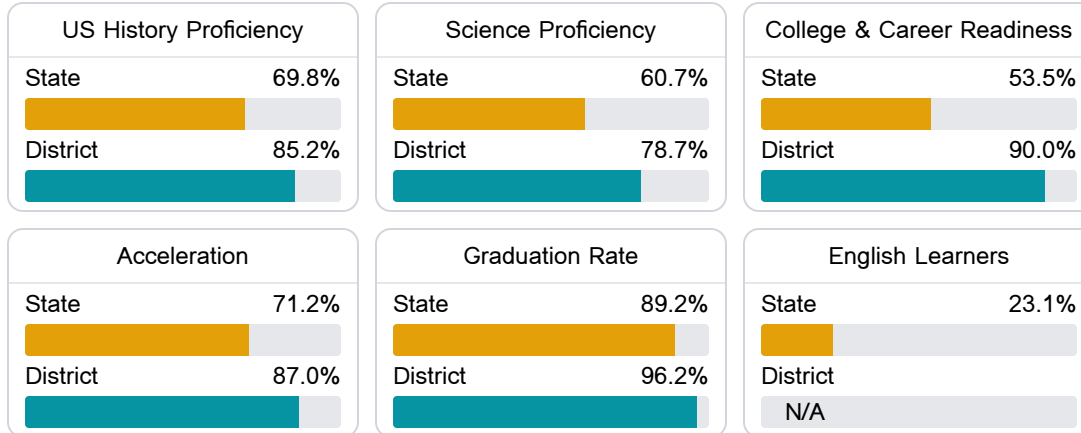 US History Proficiency
State 69.8%
District 85.2%
Science Proficiency
State 60.7%
District 78.7%
College & Career Readiness
State 53.5%
District 90.0%
Acceleration
State 71.2%
District 87.0%
Graduation Rate
State 89.2%
District 96.2%
English Learners
State 23.1%
District
N/A